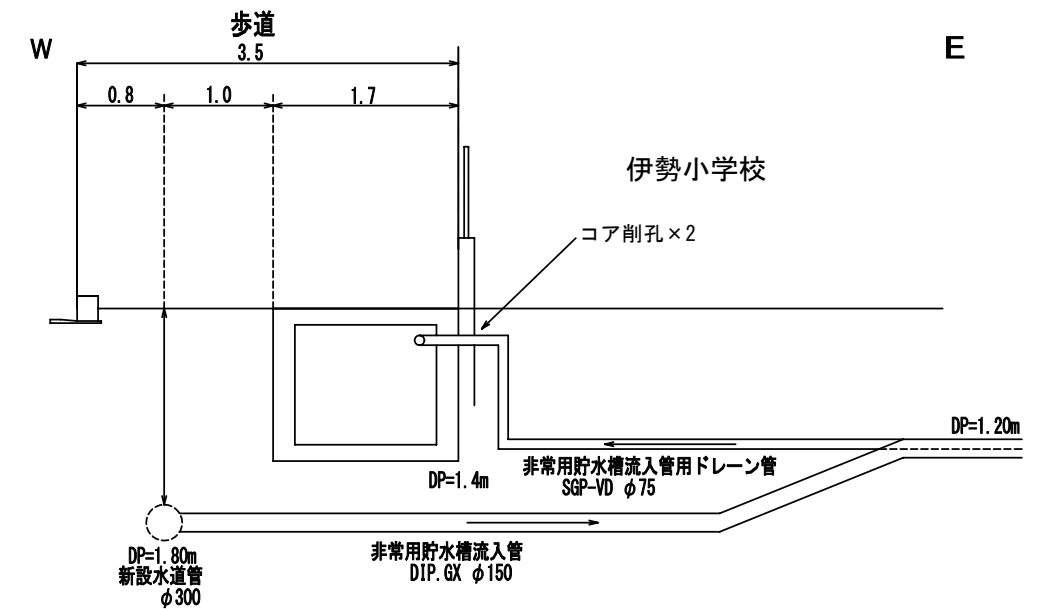 歩道
W
E
3.5
0.8
1.0
1.7
伊勢小学校
コア削孔×2
DP=1.20m
非常用貯水槽流入管用ドレーン管
SGP-VD φ75
DP=1.4m
非常用貯水槽流入管
DIP.GX φ150
DP=1.80m
新設水道管
φ300